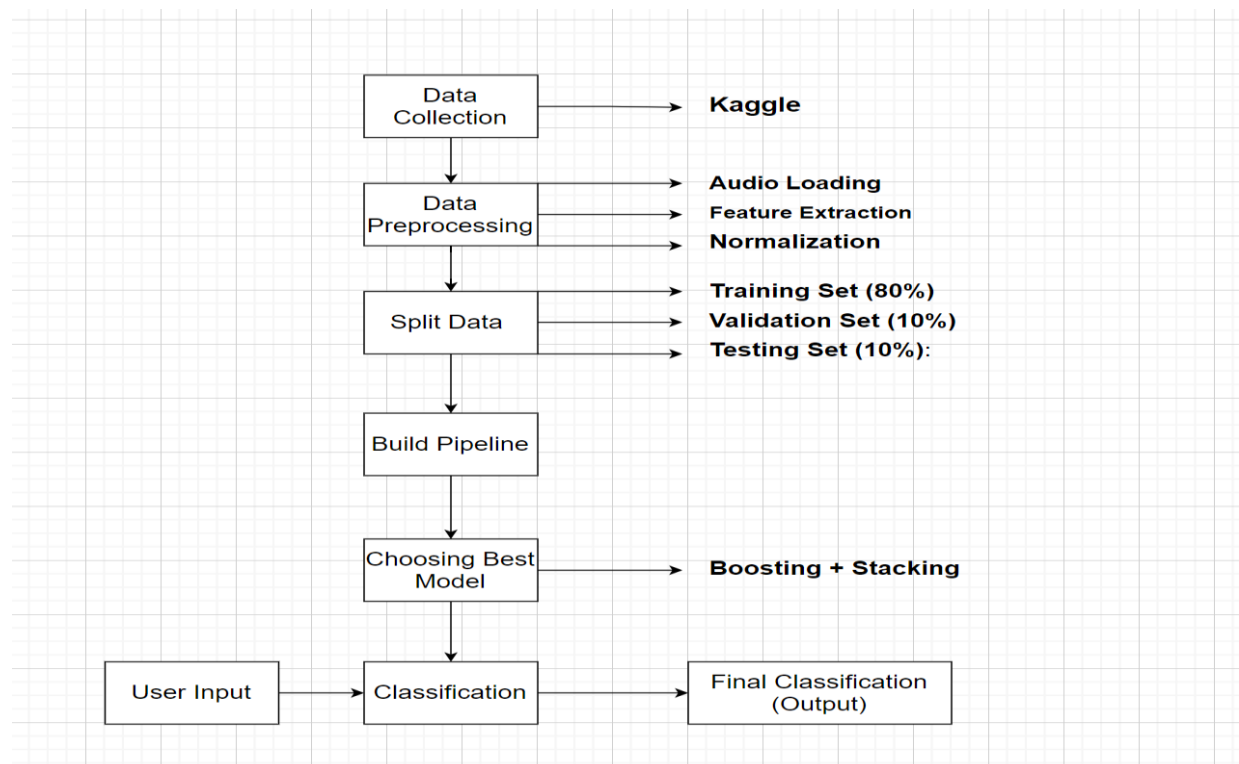 Data
Collection
Kaggle
Data
Preprocessing
Audio Loading
Feature Extraction
Normalization
Split Data
Training Set (80%)
Validation Set (10%)
Testing Set (10%):
Build Pipeline
Choosing Best
Model
Boosting + Stacking
User Input
Classification
Final Classification
(Output)